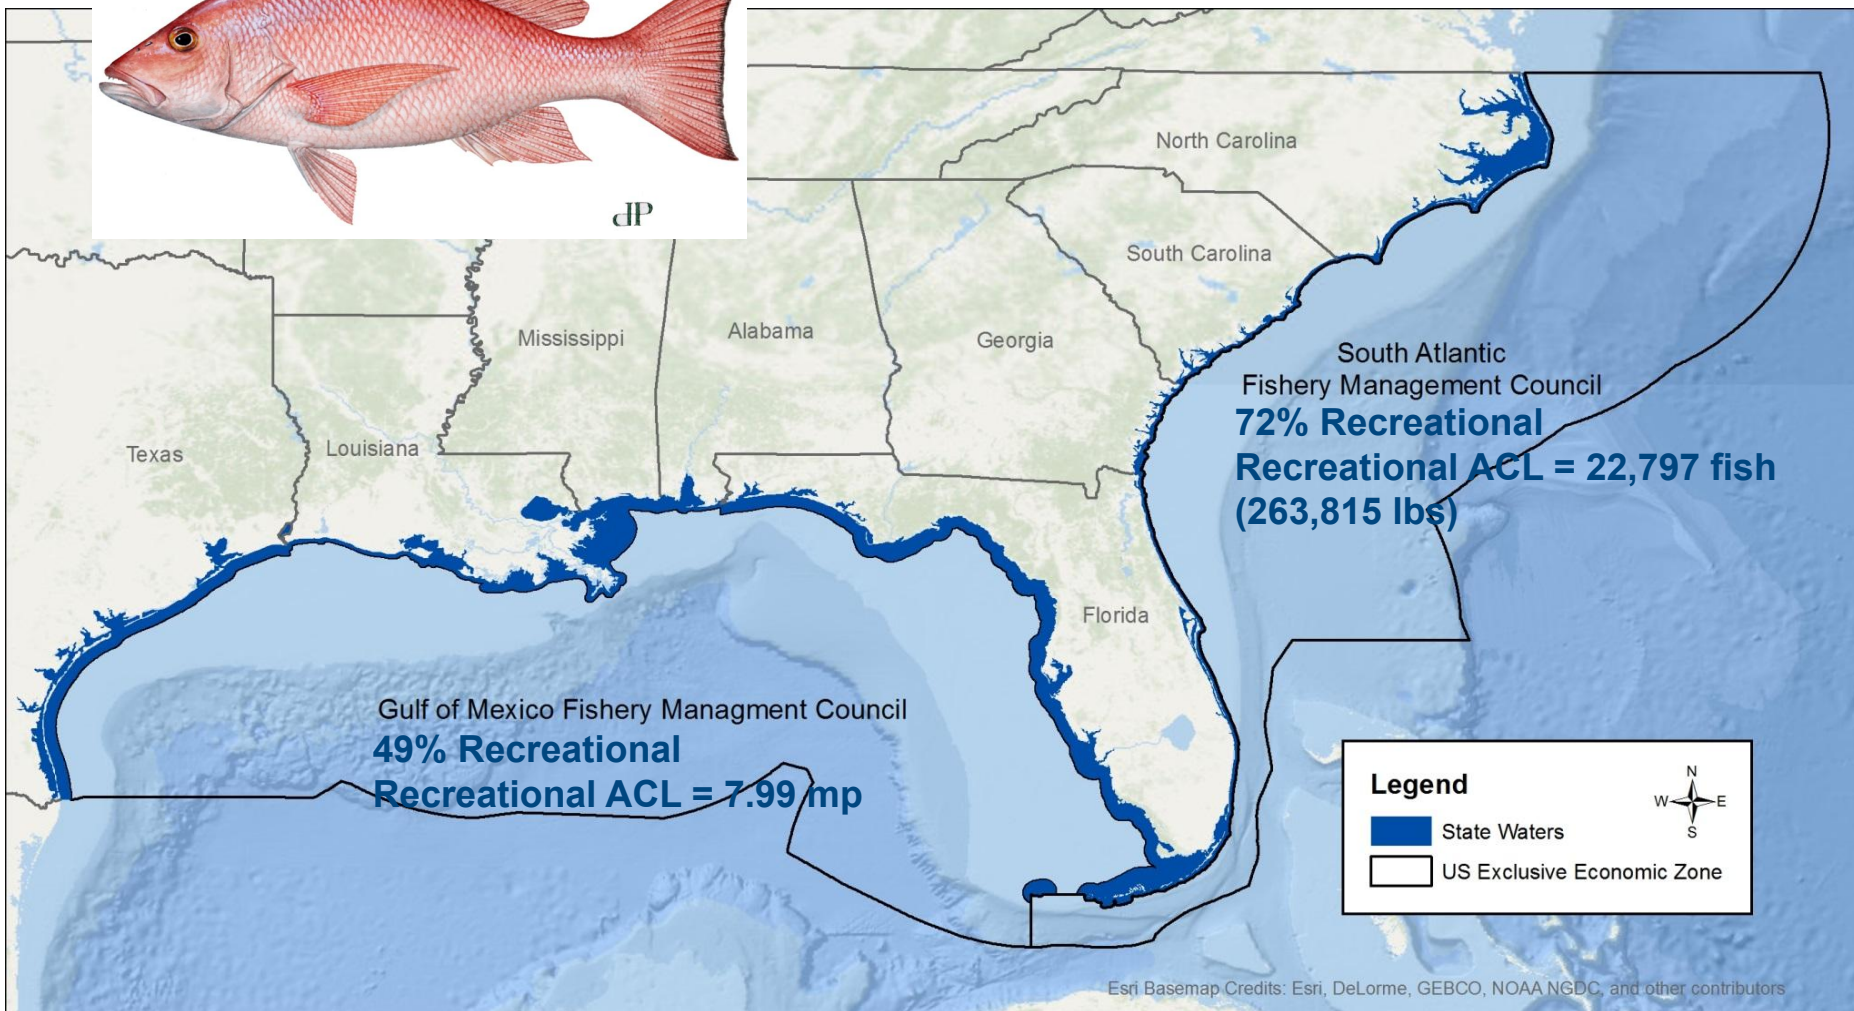 JP
North Carolina
South Carolina
Mississippi
Alabama
Georgia
Texas
Louisiana
Florida
South Atlantic
Fishery Management Council
72% Recreational
Recreational ACL = 22,797 fish
(263,815 lbs)
Gulf of Mexico Fishery Managment Council
49% Recreational
Recreational ACL = 7.99 mp
Legend
N
W
E
S
State Waters
US Exclusive Economic Zone
Esri Basemap Credits: Esri, DeLorme, GEBCO, NOAA NGDC, and other contributors